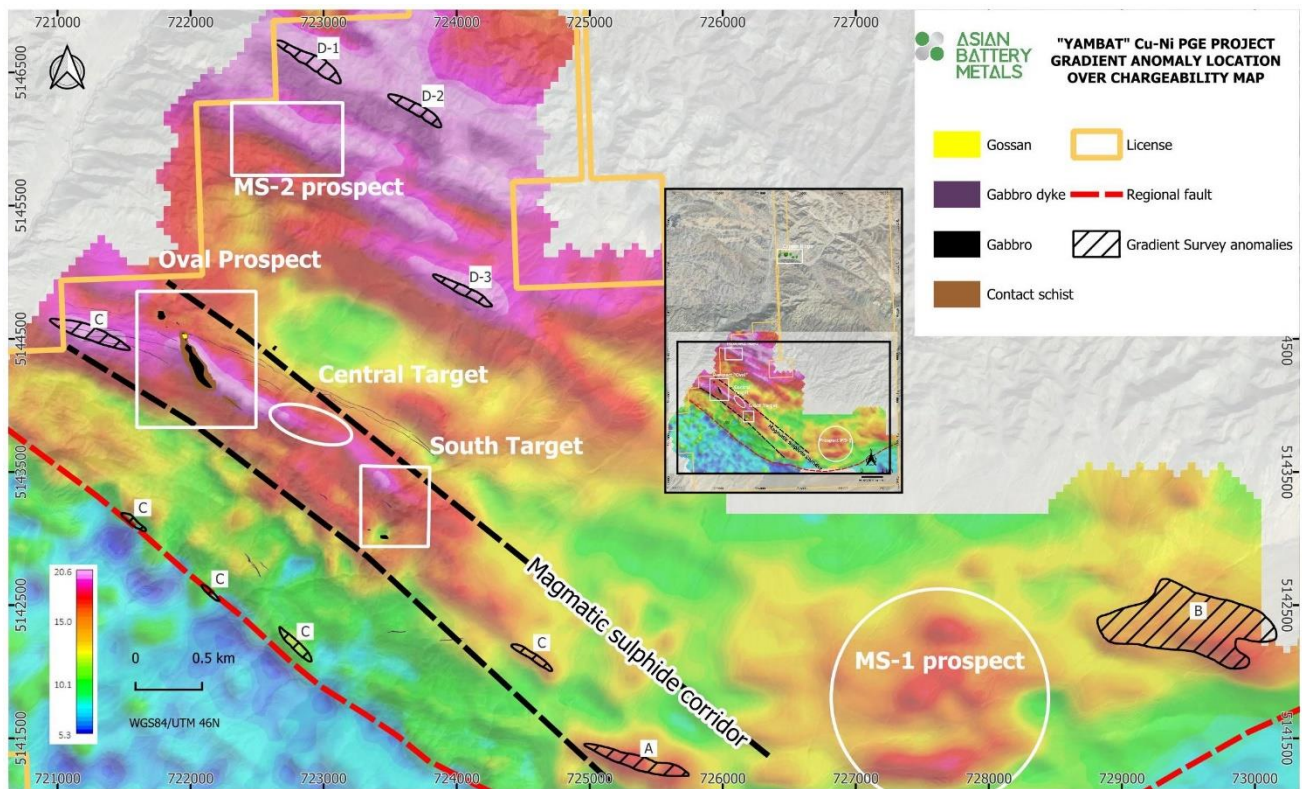 721000 722000 723000 724000 725000 726000 727000
ASIAN
BATTERY
METALS
"YAMBAT" Cu-Ni PGE PROJECT
GRADIENT ANOMALY LOCATION
OVER CHARGEABILITY MAP
Gossan
License
Gabbro dyke
Regional fault
Gabbro
Gradient Survey anomalies
Contact schist
5146500
D-1
D-2
MS-2 prospect
5145500
Oval Prospect
D-3
C
5144500
4500
Central Target
South Target
5143500
5143500
C
C
C
C
Magmatic sulphide corridor
MS-1 prospect
B
5142500
5142500
20.6
15.0
10.1
5.3
0 0.5 km
WGS84/UTM 46N
A
5141500
5141500
721000 722000 723000 724000 725000 726000 727000 728000 729000 730000